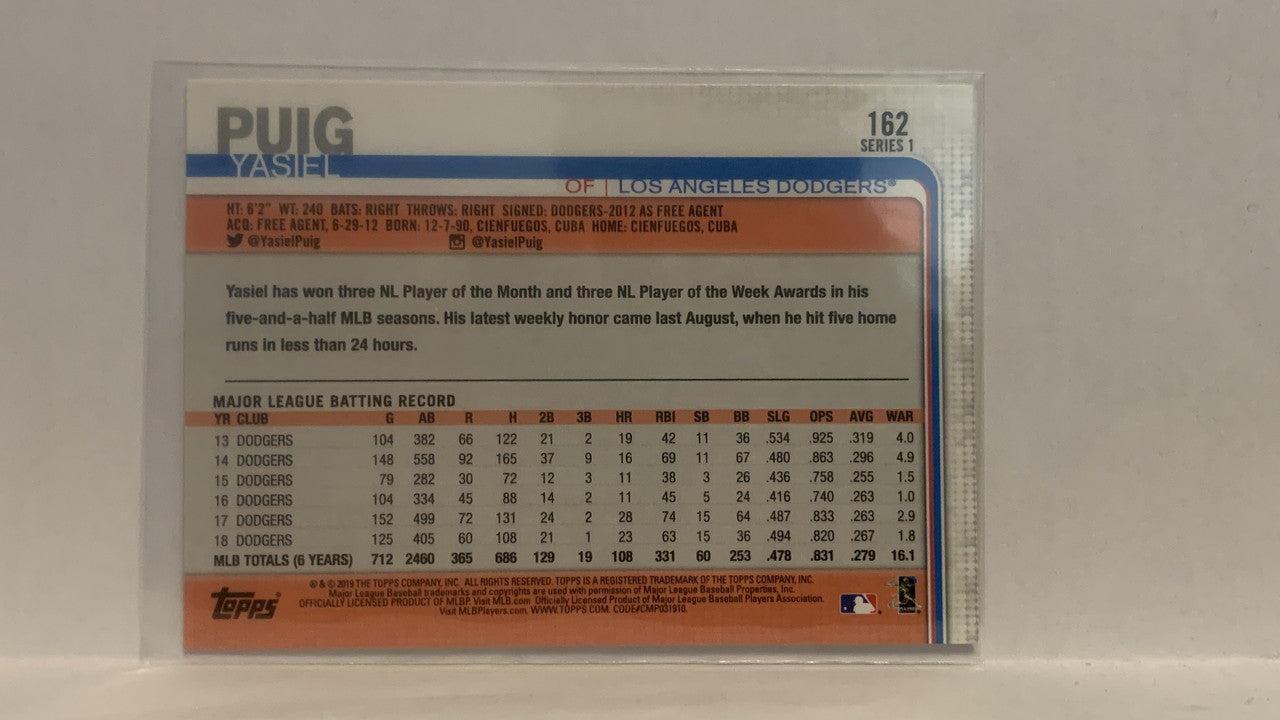 PUIG
YASIEL
162
SERIES 1
OF | LOS ANGELES DODGERS®
HT: 6'2" WT: 240 BATS: RIGHT THROWS: RIGHT SIGNED: DODGERS-2012 AS FREE AGENT
ACQ: FREE AGENT, 6-29-12 BORN: 12-7-90, CIENFUEGOS, CUBA HOME: CIENFUEGOS, CUBA
@YasielPuig @YasielPuig
Yasiel has won three NL Player of the Month and three NL Player of the Week Awards in his
five-and-a-half MLB seasons. His latest weekly honor came last August, when he hit five home
runs in less than 24 hours.
MAJOR LEAGUE BATTING RECORD
YR CLUB G AB R H 2B 3B HR RBI SB BB SLG OPS AVG WAR
13 DODGERS 104 382 66 122 21 2 19 42 11 36 .534 .925 .319 4.0
14 DODGERS 148 558 92 165 37 9 16 69 11 67 .480 .863 .296 4.9
15 DODGERS 79 282 30 72 12 3 11 38 3 26 .436 .758 .255 1.5
16 DODGERS 104 334 45 88 14 2 11 45 5 24 .416 .740 .263 1.0
17 DODGERS 152 499 72 131 24 2 28 74 15 64 .487 .833 .263 2.9
18 DODGERS 125 405 60 108 21 1 23 63 15 36 .494 .820 .267 1.8
MLB TOTALS (6 YEARS) 712 2460 365 686 129 19 108 331 60 253 .478 .831 .279 16.1
topps
® & © 2019 THE TOPPS COMPANY, INC. ALL RIGHTS RESERVED. TOPPS IS A REGISTERED TRADEMARK OF THE TOPPS COMPANY, INC.
Major League Baseball trademarks and copyrights are used with permission of Major League Baseball Properties, Inc.
OFFICIALLY LICENSED PRODUCT OF MLBP. Visit MLB.com Officially Licensed Product of Major League Baseball Players Association.
Visit MLBPlayers.com. WWW.TOPPS.COM. CODE#CMP031910.